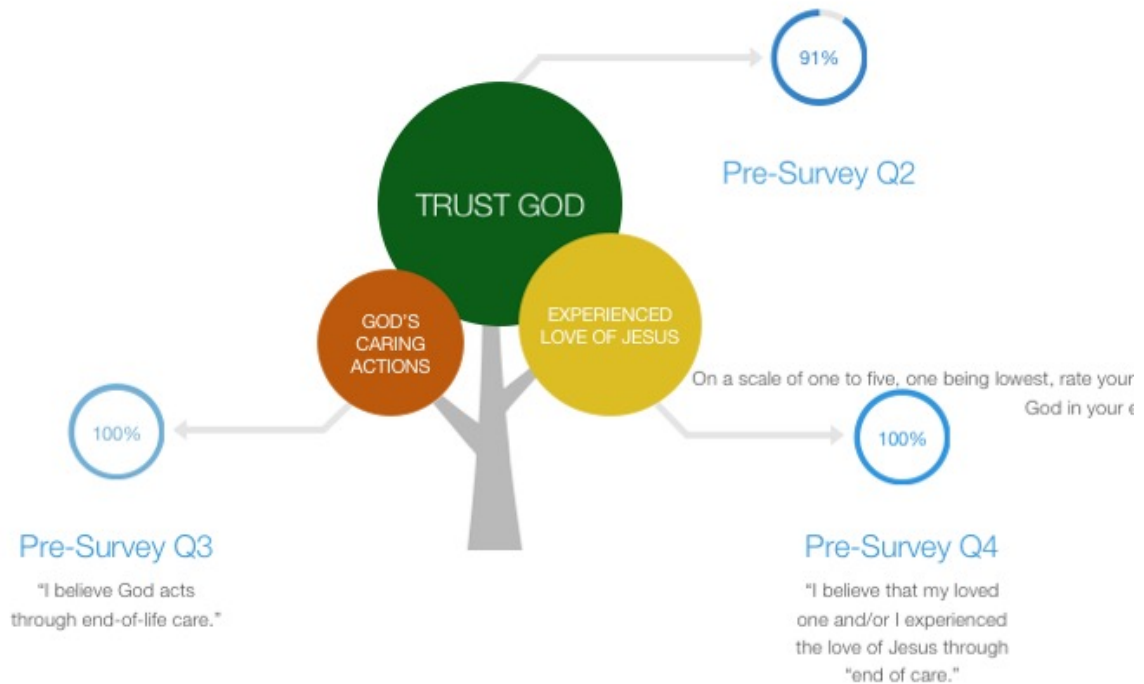 91%
Pre-Survey Q2
TRUST GOD
GOD'S
CARING
ACTIONS
EXPERIENCED
LOVE OF JESUS
On a scale of one to five, one being lowest, rate your
God in your
100%
Pre-Survey Q3
“I believe God acts
through end-of-life care.”
100%
Pre-Survey Q4
“I believe that my loved
one and/or I experienced
the love of Jesus through
“end of care.”